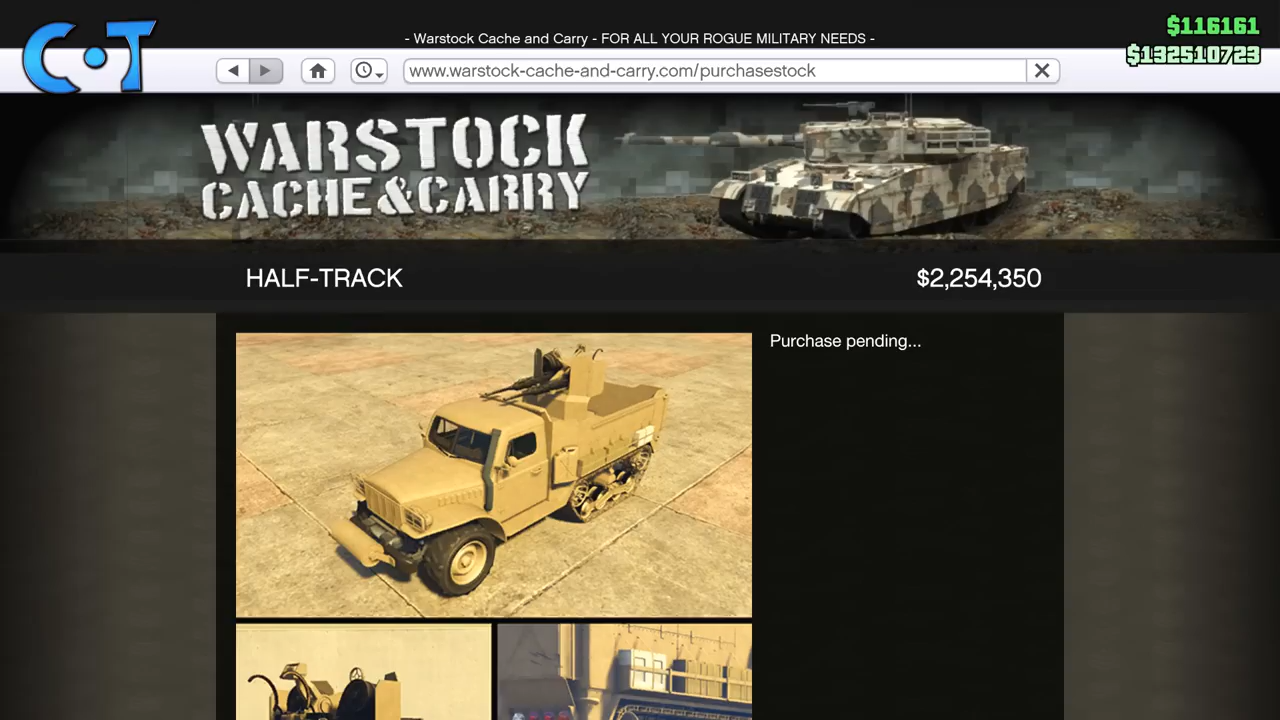 C·T
- Warstock Cache and Carry - FOR ALL YOUR ROGUE MILITARY NEEDS -
$116161
$132510723
www.warstock-cache-and-carry.com/purchasestock
WARSTOCK
CACHE&CARRY
HALF-TRACK
$2,254,350
Purchase pending...